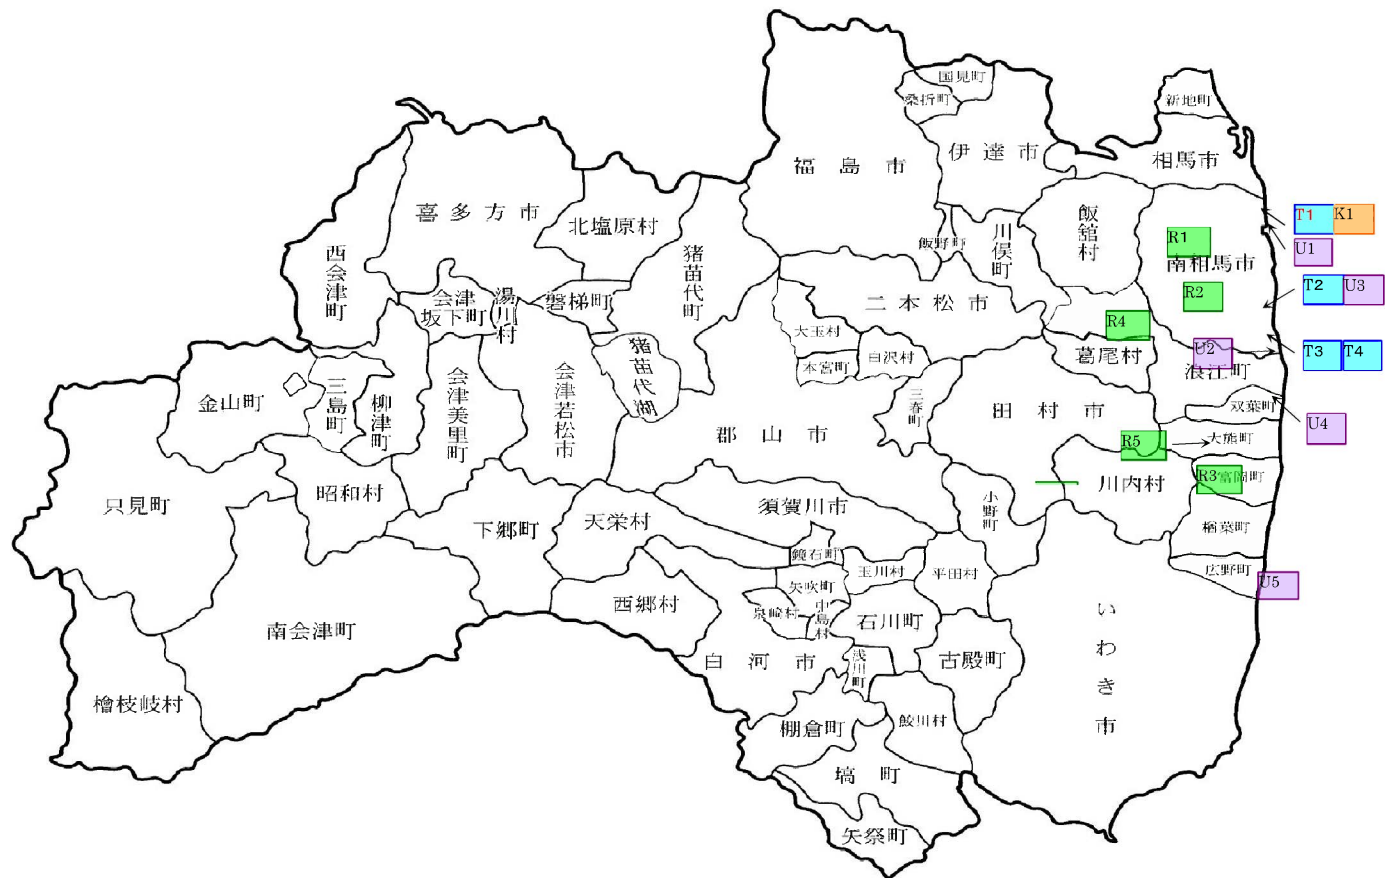 国見町
桑折町
新地町
伊達市
相馬市
福島市
喜多方市
北塩原村
飯舘村
T1
K1
川俣町
飯野町
R1
U1
西会津町
猪苗代町
南相馬市
会津坂下町
湯川村
磐梯町
二本松市
R2
T2
U3
大玉村
R4
白沢村
本宮町
葛尾村
U2
T3
T4
浪江町
猪苗代湖
金山町
三島町
柳津町
会津美里町
会津若松市
三春町
田村市
双葉町
U4
郡山市
R5
大熊町
只見町
昭和村
川内村
R3
富岡町
下郷町
天栄村
須賀川市
小野町
楢葉町
鏡石町
玉川村
平田村
広野町
U5
矢吹町
西郷村
泉崎村
中島村
石川町
いわき市
南会津町
白河市
浅川町
古殿町
檜枝岐村
棚倉町
鮫川村
塙町
矢祭町